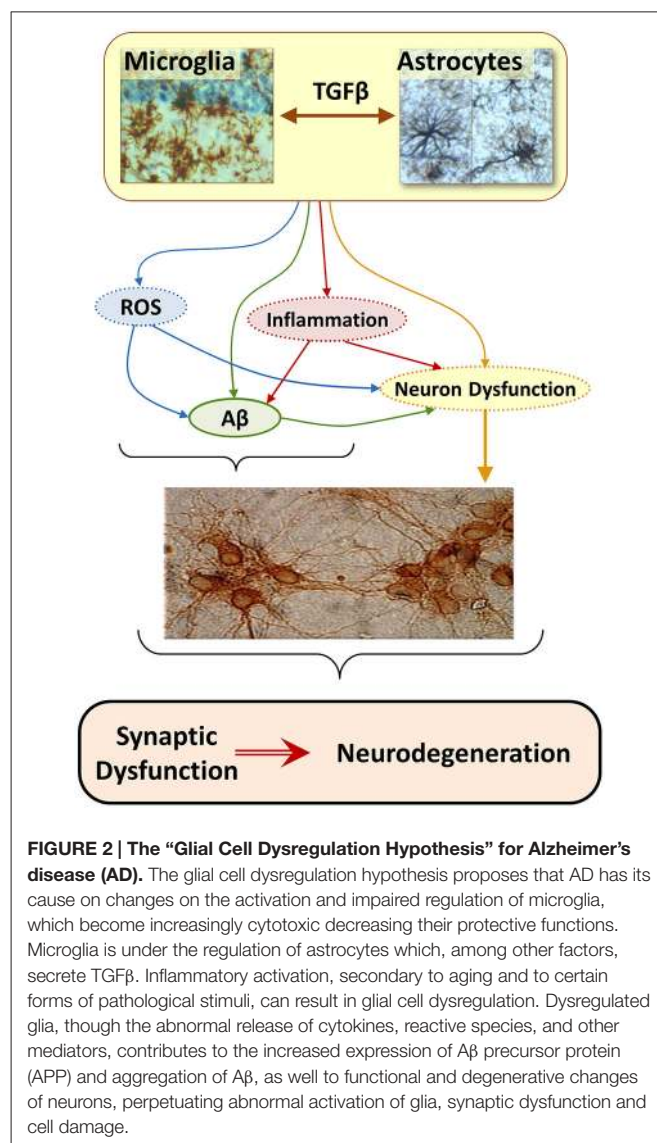 Microglia
Astrocytes
TGFβ
ROS
Inflammation
Neuron Dysfunction
Aβ
Synaptic
Dysfunction
Neurodegeneration
FIGURE 2 | The “Glial Cell Dysregulation Hypothesis” for Alzheimer’s
disease (AD). The glial cell dysregulation hypothesis proposes that AD has its
cause on changes on the activation and impaired regulation of microglia,
which become increasingly cytotoxic decreasing their protective functions.
Microglia is under the regulation of astrocytes which, among other factors,
secrete TGFβ. Inflammatory activation, secondary to aging and to certain
forms of pathological stimuli, can result in glial cell dysregulation. Dysregulated
glia, though the abnormal release of cytokines, reactive species, and other
mediators, contributes to the increased expression of Aβ precursor protein
(APP) and aggregation of Aβ, as well to functional and degenerative changes
of neurons, perpetuating abnormal activation of glia, synaptic dysfunction and
cell damage.